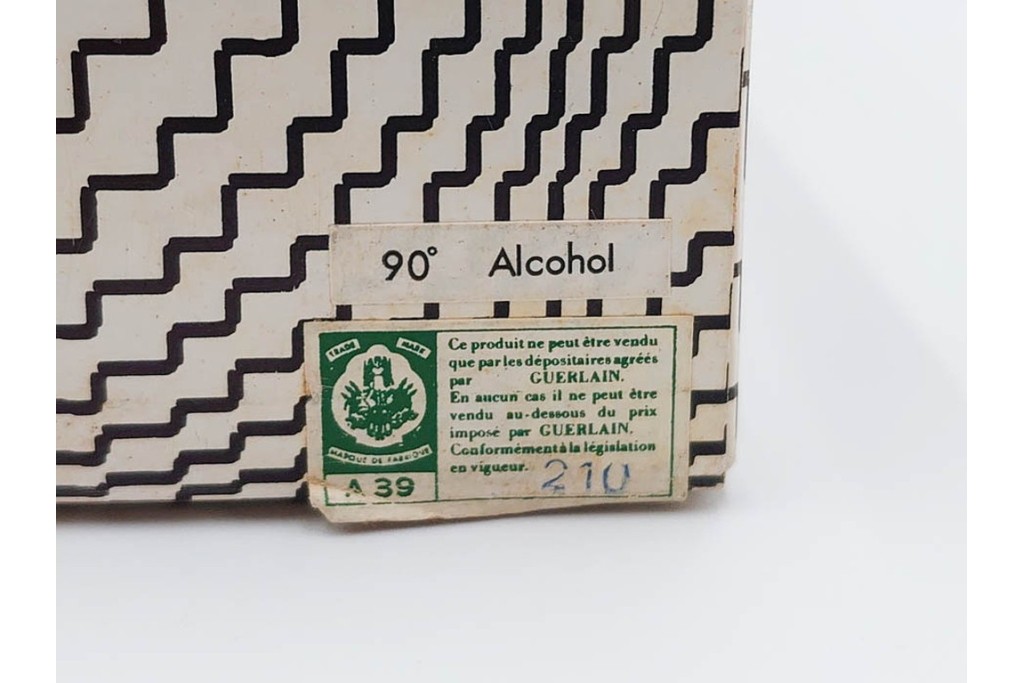 90° Alcohol
TRADE MARK
Ce produit ne peut être vendu
que par les dépositaires agréés
par GUERLAIN.
En aucun cas il ne peut être
vendu au-dessous du prix
imposé par GUERLAIN.
Conformément à la législation
en vigueur. 210
MARQUE DE FABRIQUE
A 39